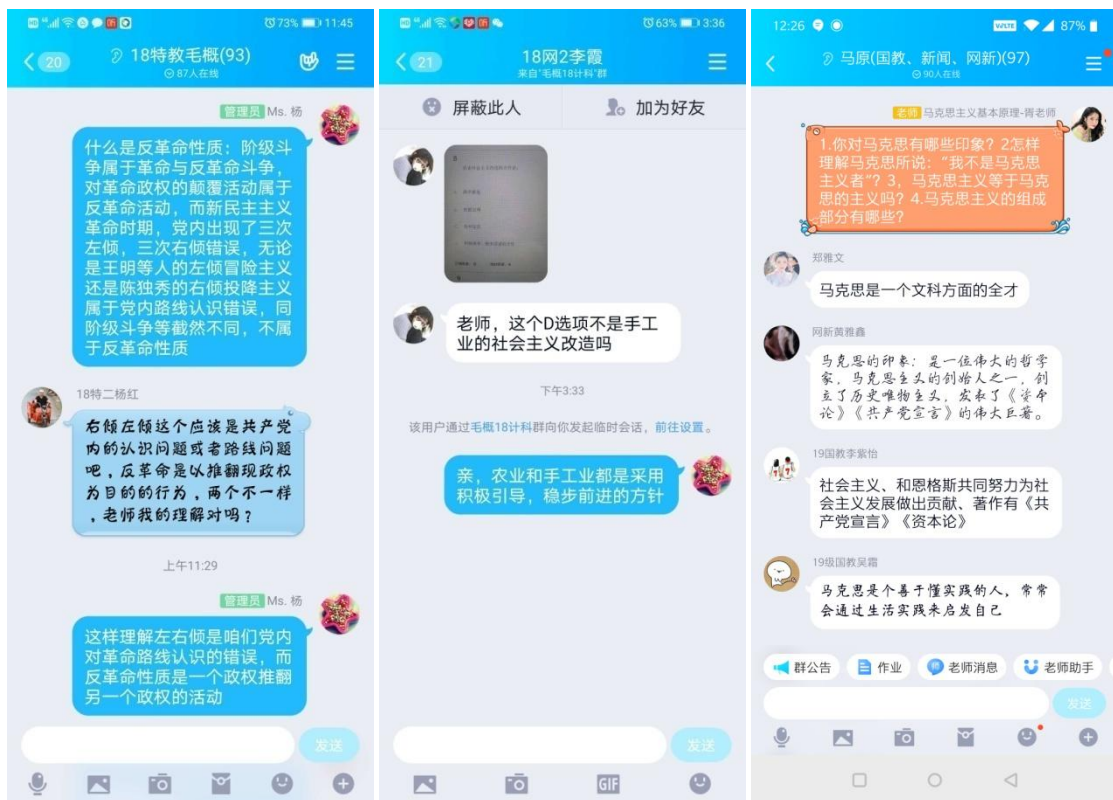 73% 11:45
20
18特教毛概(93)
87人在线
管理员 Ms. 杨
什么是反革命性质：阶级斗
争属于革命与反革命斗争，
对革命政权的颠覆活动属于
反革命活动，而新民主主义
革命时期，党内出现了三次
左倾，三次右倾错误，无论
是王明等人的左倾冒险主义
还是陈独秀的右倾投降主义
属于党内路线认识错误，同
阶级斗争等截然不同，不属
于反革命性质
18特二杨红
右倾左倾这个应该是共产党
内的认识问题或者路线问题
吧，反革命是以推翻现政权
为目的的行为，两个不一样
，老师我的理解对吗？
上午11:29
管理员 Ms. 杨
这样理解左右倾是咱们党内
对革命路线认识的错误，而
反革命性质是一个政权推翻
另一个政权的活动
发送
63% 3:36
21
18网2李霞
来自"毛概18计科"群
屏蔽此人
加为好友
老师，这个D选项不是手工
业的社会主义改造吗
下午3:33
该用户通过毛概18计科群向你发起临时会话，前往设置。
亲，农业和手工业都是采用
积极引导，稳步前进的方针
发送
GIF
12:26
VoLTE 87%
马原(国教、新闻、网新)(97)
90人在线
老师 马克思主义基本原理-胥老师
1.你对马克思有哪些印象？2怎样
理解马克思所说：“我不是马克思
主义者”？3，马克思主义等于马克
思的主义吗？4.马克思主义的组成
部分有哪些？
郑雅文
马克思是一个文科方面的全才
网新黄雅鑫
马克思的印象：是一位伟大的哲学
家，马克思主义的创始人之一，创
立了历史唯物主义，发表了《资本
论》《共产党宣言》的伟大巨著。
19国教李紫怡
社会主义、和恩格斯共同努力为社
会主义发展做出贡献、著作有《共
产党宣言》《资本论》
19级国教吴霜
马克思是个善于懂实践的人，常常
会通过生活实践来启发自己
群公告
作业
老师消息
老师助手
发送